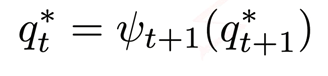 $q_t^* = \psi_{t+1}(q_{t+1}^*)$